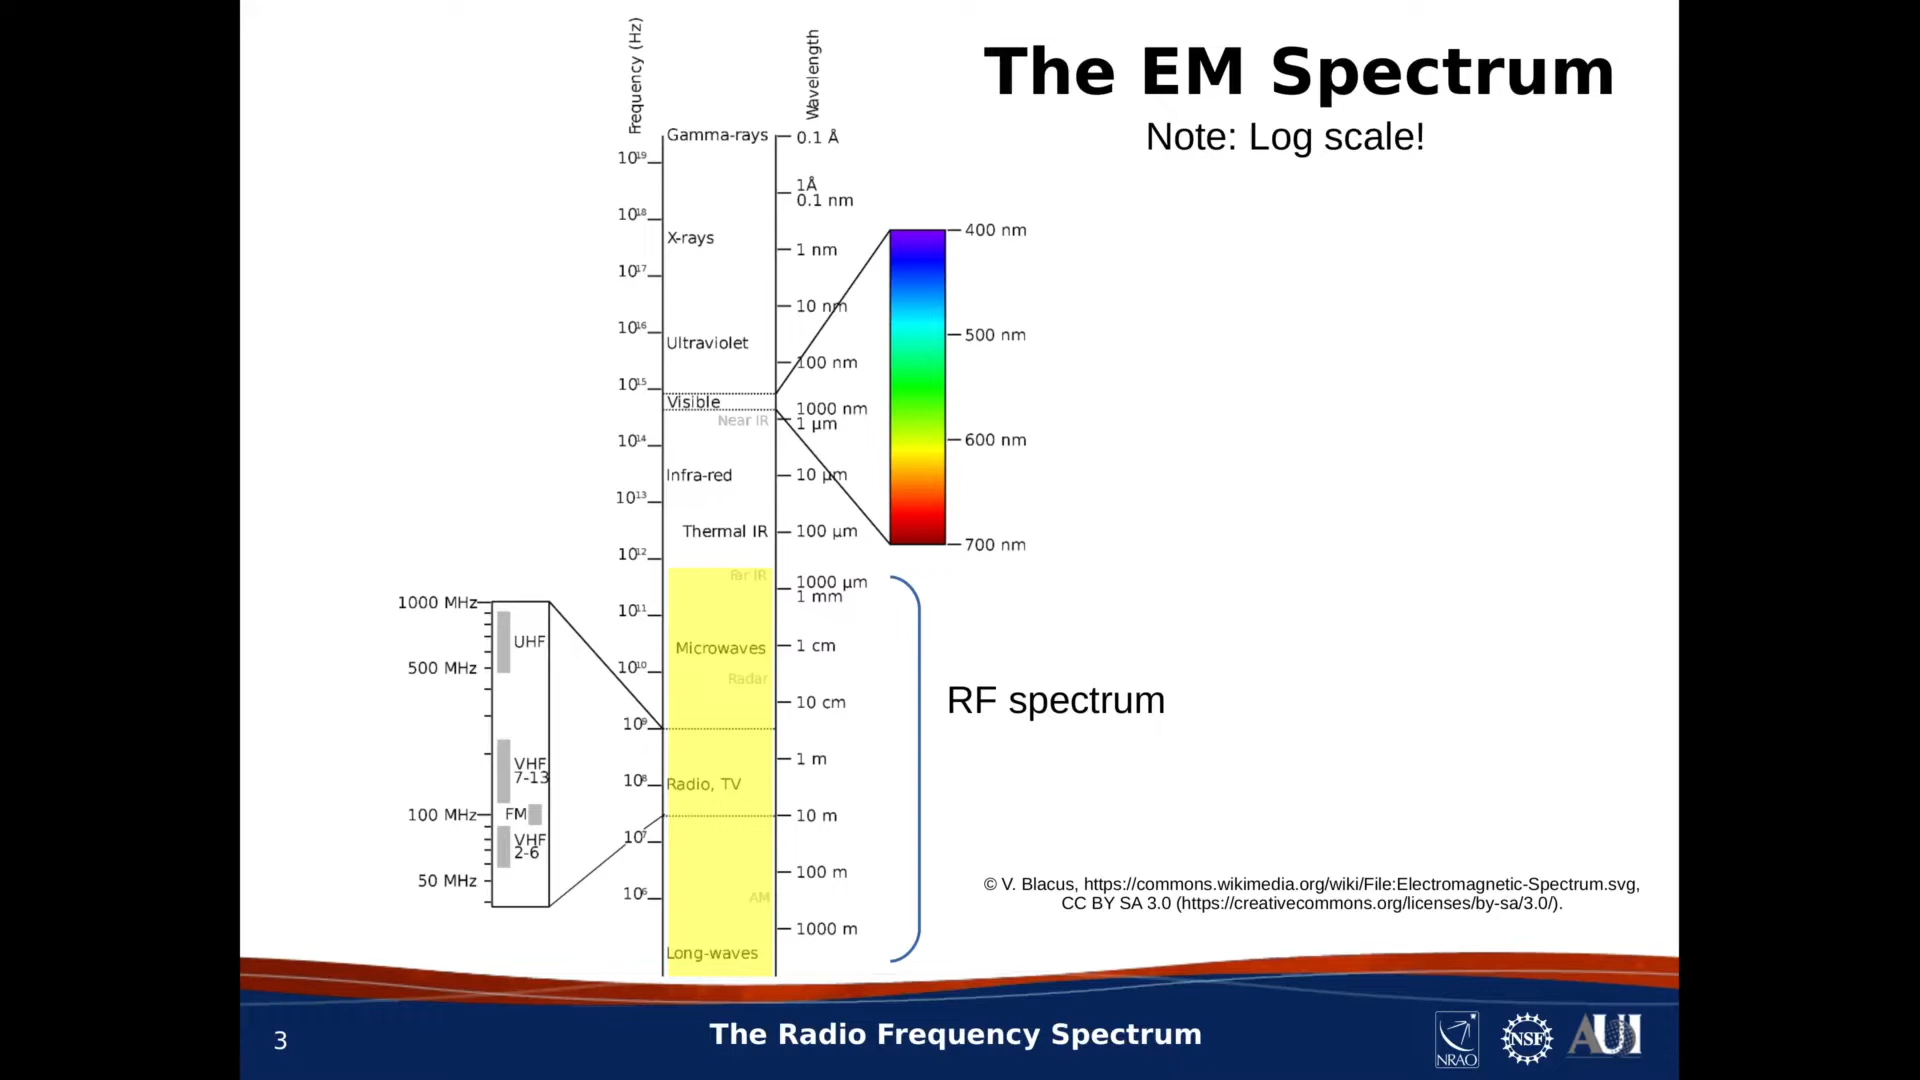 The EM Spectrum
Note: Log scale!
Frequency (Hz)
Wavelength
10¹⁹
10¹⁸
10¹⁷
10¹⁶
10¹⁵
10¹⁴
10¹³
10¹²
10¹¹
10¹⁰
10⁹
10⁸
10⁷
10⁶
Gamma-rays
X-rays
Ultraviolet
Visible
Near IR
Infra-red
Thermal IR
Far IR
Microwaves
Radar
Radio, TV
AM
Long-waves
0.1 Å
1Å
0.1 nm
1 nm
10 nm
100 nm
1000 nm
1 µm
10 µm
100 µm
1000 µm
1 mm
1 cm
10 cm
1 m
10 m
100 m
1000 m
400 nm
500 nm
600 nm
700 nm
1000 MHz
500 MHz
100 MHz
50 MHz
UHF
VHF
7-13
FM
VHF
2-6
RF spectrum
© V. Blacus, https://commons.wikimedia.org/wiki/File:Electromagnetic-Spectrum.svg,
CC BY SA 3.0 (https://creativecommons.org/licenses/by-sa/3.0/).
3
The Radio Frequency Spectrum
NRAO
NSF
AUI